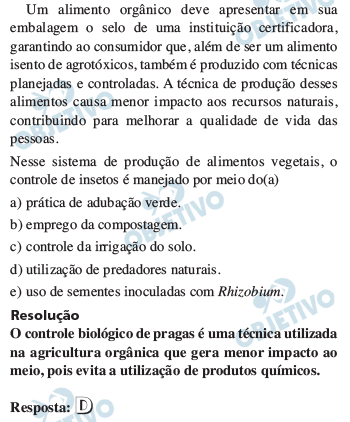 Um alimento orgânico deve apresentar em sua
embalagem o selo de uma instituição certificadora,
garantindo ao consumidor que, além de ser um alimento
isento de agrotóxicos, também é produzido com técnicas
planejadas e controladas. A técnica de produção desses
alimentos causa menor impacto aos recursos naturais,
contribuindo para melhorar a qualidade de vida das
pessoas.
Nesse sistema de produção de alimentos vegetais, o
controle de insetos é manejado por meio do(a)
a) prática de adubação verde.
b) emprego da compostagem.
c) controle da irrigação do solo.
d) utilização de predadores naturais.
e) uso de sementes inoculadas com Rhizobium.
Resolução
O controle biológico de pragas é uma técnica utilizada
na agricultura orgânica que gera menor impacto ao
meio, pois evita a utilização de produtos químicos.
Resposta: D
OBJETIVO
OBJETIVO
OBJETIVO
OBJETIVO
OBJETIVO